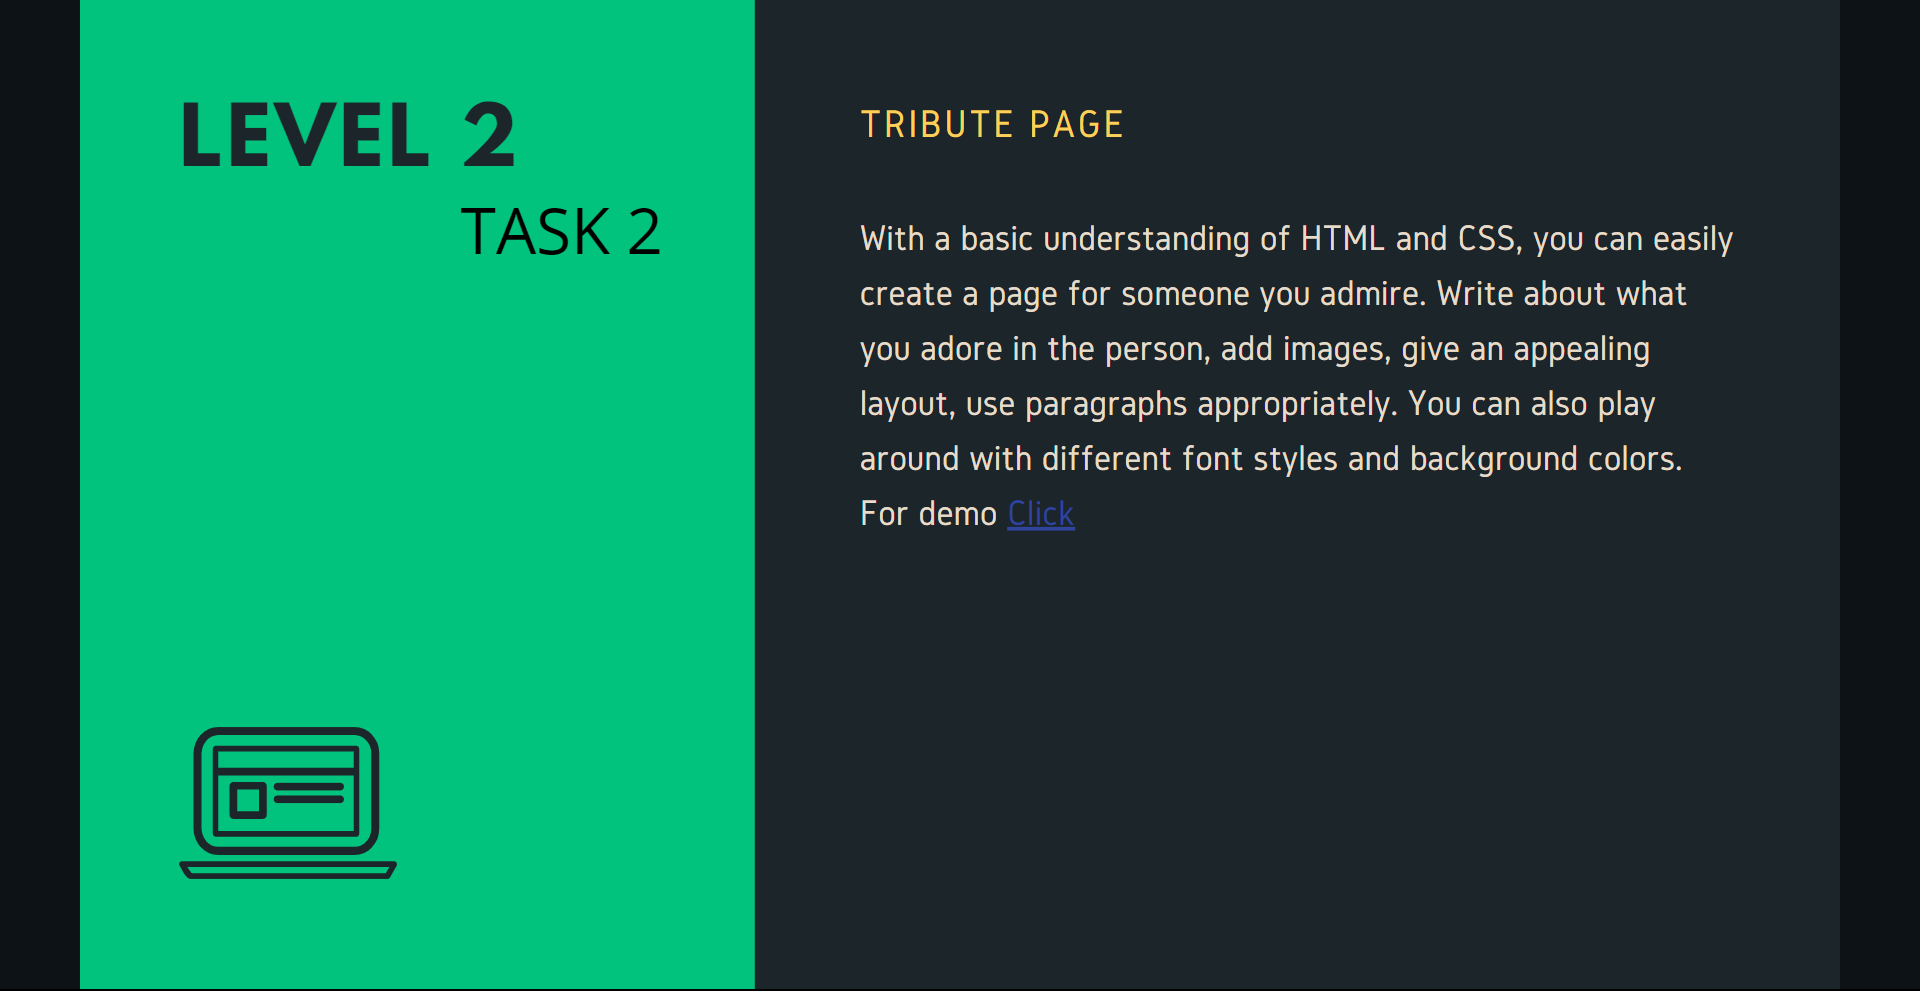 LEVEL 2
TASK 2
TRIBUTE PAGE
With a basic understanding of HTML and CSS, you can easily
create a page for someone you admire. Write about what
you adore in the person, add images, give an appealing
layout, use paragraphs appropriately. You can also play
around with different font styles and background colors.
For demo Click